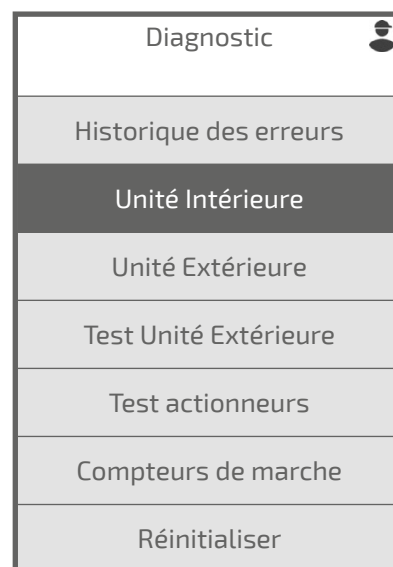 Diagnostic
Historique des erreurs
Unité Intérieure
Unité Extérieure
Test Unité Extérieure
Test actionneurs
Compteurs de marche
Réinitialiser